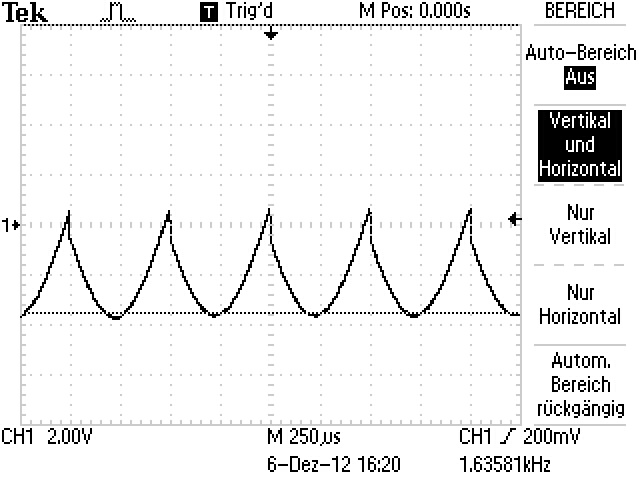 Tek T Trig'd M Pos: 0.000s BEREICH
Auto-Bereich
Aus
Vertikal
und
Horizontal
Nur
Vertikal
1
Nur
Horizontal
Autom.
Bereich
rückgängig
CH1 2.00V M 250µs CH1 200mV
6-Dez-12 16:20 1.63581kHz